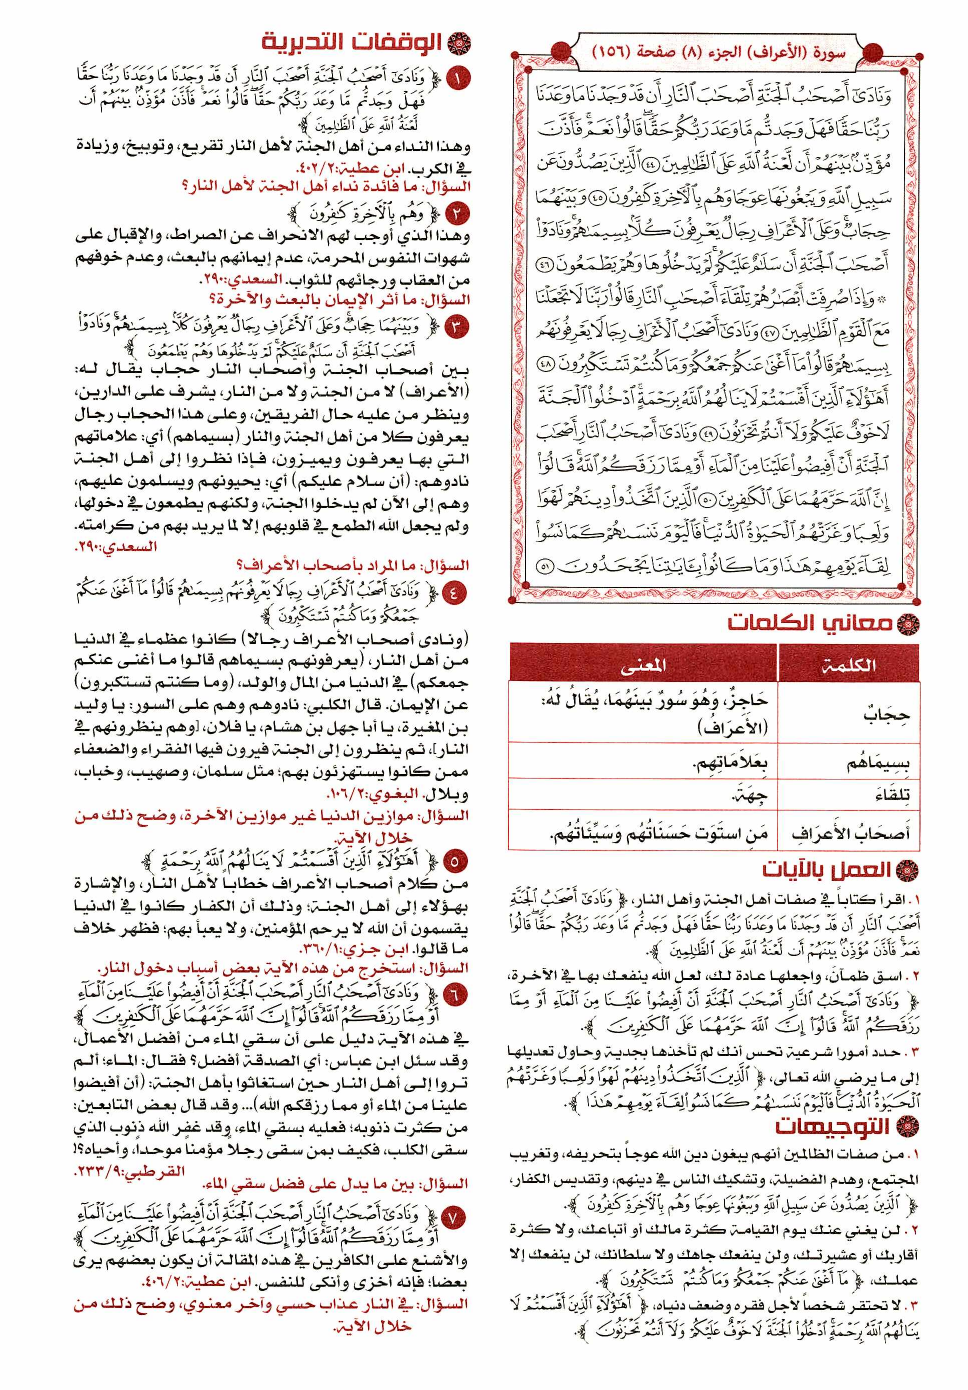 سورة (الأعراف) الجزء (٨) صفحة (١٥٦)
وَنَادَىٰٓ أَصْحَٰبُ ٱلْجَنَّةِ أَصْحَٰبَ ٱلنَّارِ أَن قَدْ وَجَدْنَا مَا وَعَدَنَا
رَبُّنَا حَقًّا فَهَلْ وَجَدتُّم مَّا وَعَدَ رَبُّكُمْ حَقًّا ۖ قَالُوا۟ نَعَمْ ۚ فَأَذَّنَ
مُؤَذِّنٌۢ بَيْنَهُمْ أَن لَّعْنَةُ ٱللَّهِ عَلَى ٱلظَّٰلِمِينَ ٤٤ ٱلَّذِينَ يَصُدُّونَ عَن
سَبِيلِ ٱللَّهِ وَيَبْغُونَهَا عِوَجًا وَهُم بِٱلْءَاخِرَةِ كَٰفِرُونَ ٤٥ وَبَيْنَهُمَا
حِجَابٌ ۚ وَعَلَى ٱلْأَعْرَافِ رِجَالٌ يَعْرِفُونَ كُلًّۢا بِسِيمَىٰهُمْ ۚ وَنَادَوْا۟
أَصْحَٰبَ ٱلْجَنَّةِ أَن سَلَٰمٌ عَلَيْكُمْ ۚ لَمْ يَدْخُلُوهَا وَهُمْ يَطْمَعُونَ ٤٦
۞ وَإِذَا صُرِفَتْ أَبْصَٰرُهُمْ تِلْقَآءَ أَصْحَٰبِ ٱلنَّارِ قَالُوا۟ رَبَّنَا لَا تَجْعَلْنَا
مَعَ ٱلْقَوْمِ ٱلظَّٰلِمِينَ ٤٧ وَنَادَىٰٓ أَصْحَٰبُ ٱلْأَعْرَافِ رِجَالًا يَعْرِفُونَهُم
بِسِيمَىٰهُمْ قَالُوا۟ مَآ أَغْنَىٰ عَنكُمْ جَمْعُكُمْ وَمَا كُنتُمْ تَسْتَكْبِرُونَ ٤٨
أَهَٰٓؤُلَآءِ ٱلَّذِينَ أَقْسَمْتُمْ لَا يَنَالُهُمُ ٱللَّهُ بِرَحْمَةٍ ۚ ٱدْخُلُوا۟ ٱلْجَنَّةَ
لَا خَوْفٌ عَلَيْكُمْ وَلَآ أَنتُمْ تَحْزَنُونَ ٤٩ وَنَادَىٰٓ أَصْحَٰبُ ٱلنَّارِ أَصْحَٰبَ
ٱلْجَنَّةِ أَنْ أَفِيضُوا۟ عَلَيْنَا مِنَ ٱلْمَآءِ أَوْ مِمَّا رَزَقَكُمُ ٱللَّهُ ۚ قَالُوٓا۟
إِنَّ ٱللَّهَ حَرَّمَهُمَا عَلَى ٱلْكَٰفِرِينَ ٥٠ ٱلَّذِينَ ٱتَّخَذُوا۟ دِينَهُمْ لَهْوًا
وَلَعِبًا وَغَرَّتْهُمُ ٱلْحَيَوٰةُ ٱلدُّنْيَا ۚ فَٱلْيَوْمَ نَنسَىٰهُمْ كَمَا نَسُوا۟
لِقَآءَ يَوْمِهِمْ هَٰذَا وَمَا كَانُوا۟ بِـَٔايَٰتِنَا يَجْحَدُونَ ٥١
معاني الكلمات
الكلمة المعنى
حِجَابٌ حَاجِزٌ، وَهُوَ سُورٌ بَينَهُمَا، يُقَالُ لَهُ:
(الأَعرَافُ)
بِسِيمَاهُم بِعَلَامَاتِهِم.
تِلقَاءَ جِهَةَ.
أَصحَابُ الأَعرَافِ مَنِ استَوَت حَسَنَاتُهُم وَسَيِّئَاتُهُم.
العمل بالآيات
١. اقرأ كتاباً في صفات أهل الجنة وأهل النار، ﴿ وَنَادَىٰٓ أَصْحَٰبُ ٱلْجَنَّةِ
أَصْحَٰبَ ٱلنَّارِ أَن قَدْ وَجَدْنَا مَا وَعَدَنَا رَبُّنَا حَقًّا فَهَلْ وَجَدتُّم مَّا وَعَدَ رَبُّكُمْ حَقًّا ۖ قَالُوا۟
نَعَمْ ۚ فَأَذَّنَ مُؤَذِّنٌۢ بَيْنَهُمْ أَن لَّعْنَةُ ٱللَّهِ عَلَى ٱلظَّٰلِمِينَ ﴾.
٢. اسق ظمآن، واجعلها عادة لك، لعل الله ينفعك بها في الآخرة،
﴿ وَنَادَىٰٓ أَصْحَٰبُ ٱلنَّارِ أَصْحَٰبَ ٱلْجَنَّةِ أَنْ أَفِيضُوا۟ عَلَيْنَا مِنَ ٱلْمَآءِ أَوْ مِمَّا
رَزَقَكُمُ ٱللَّهُ ۚ قَالُوٓا۟ إِنَّ ٱللَّهَ حَرَّمَهُمَا عَلَى ٱلْكَٰفِرِينَ ﴾.
٣. حدد أمورا شرعية تحس أنك لم تأخذها بجدية وحاول تعديلها
إلى ما يرضي الله تعالى، ﴿ ٱلَّذِينَ ٱتَّخَذُوا۟ دِينَهُمْ لَهْوًا وَلَعِبًا وَغَرَّتْهُمُ
ٱلْحَيَوٰةُ ٱلدُّنْيَا ۚ فَٱلْيَوْمَ نَنسَىٰهُمْ كَمَا نَسُوا۟ لِقَآءَ يَوْمِهِمْ هَٰذَا ﴾.
التوجيهات
١. من صفات الظالمين أنهم يبغون دين الله عوجاً بتحريفه، وتغريب
المجتمع، وهدم الفضيلة، وتشكيك الناس في دينهم، وتقديس الكفار،
﴿ ٱلَّذِينَ يَصُدُّونَ عَن سَبِيلِ ٱللَّهِ وَيَبْغُونَهَا عِوَجًا وَهُم بِٱلْءَاخِرَةِ كَٰفِرُونَ ﴾.
٢. لن يغني عنك يوم القيامة كثرة مالك أو أتباعك، ولا كثرة
أقاربك أو عشيرتك، ولن ينفعك جاهك ولا سلطانك، لن ينفعك إلا
عملك، ﴿ مَآ أَغْنَىٰ عَنكُمْ جَمْعُكُمْ وَمَا كُنتُمْ تَسْتَكْبِرُونَ ﴾.
٣. لا تحتقر شخصاً لأجل فقره وضعف دنياه، ﴿ أَهَٰٓؤُلَآءِ ٱلَّذِينَ أَقْسَمْتُمْ لَا
يَنَالُهُمُ ٱللَّهُ بِرَحْمَةٍ ۚ ٱدْخُلُوا۟ ٱلْجَنَّةَ لَا خَوْفٌ عَلَيْكُمْ وَلَآ أَنتُمْ تَحْزَنُونَ ﴾.
الوقفات التدبرية
١ ﴿ وَنَادَىٰٓ أَصْحَٰبُ ٱلْجَنَّةِ أَصْحَٰبَ ٱلنَّارِ أَن قَدْ وَجَدْنَا مَا وَعَدَنَا رَبُّنَا حَقًّا
فَهَلْ وَجَدتُّم مَّا وَعَدَ رَبُّكُمْ حَقًّا ۖ قَالُوا۟ نَعَمْ ۚ فَأَذَّنَ مُؤَذِّنٌۢ بَيْنَهُمْ أَن
لَّعْنَةُ ٱللَّهِ عَلَى ٱلظَّٰلِمِينَ ﴾
وهذا النداء من أهل الجنة لأهل النار تقريع، وتوبيخ، وزيادة
في الكرب. ابن عطية:٤٠٢/٢.
السؤال: ما فائدة نداء أهل الجنة لأهل النار؟
٢ ﴿ وَهُم بِٱلْءَاخِرَةِ كَٰفِرُونَ ﴾
وهذا الذي أوجب لهم الانحراف عن الصراط، والإقبال على
شهوات النفوس المحرمة، عدم إيمانهم بالبعث، وعدم خوفهم
من العقاب ورجائهم للثواب. السعدي:٢٩٠.
السؤال: ما أثر الإيمان بالبعث والآخرة؟
٣ ﴿ وَبَيْنَهُمَا حِجَابٌ ۚ وَعَلَى ٱلْأَعْرَافِ رِجَالٌ يَعْرِفُونَ كُلًّۢا بِسِيمَىٰهُمْ ۚ وَنَادَوْا۟
أَصْحَٰبَ ٱلْجَنَّةِ أَن سَلَٰمٌ عَلَيْكُمْ ۚ لَمْ يَدْخُلُوهَا وَهُمْ يَطْمَعُونَ ﴾
بين أصحاب الجنة وأصحاب النار حجاب يقال له:
(الأعراف) لا من الجنة ولا من النار، يشرف على الدارين،
وينظر من عليه حال الفريقين، وعلى هذا الحجاب رجال
يعرفون كلا من أهل الجنة والنار (بسيماهم) أي: علاماتهم
التي بها يعرفون ويميزون، فإذا نظروا إلى أهل الجنة
نادوهم: (أن سلام عليكم) أي: يحيونهم ويسلمون عليهم،
وهم إلى الآن لم يدخلوا الجنة، ولكنهم يطمعون في دخولها،
ولم يجعل الله الطمع في قلوبهم إلا لما يريد بهم من كرامته.
السعدي:٢٩٠.
السؤال: ما المراد بأصحاب الأعراف؟
٤ ﴿ وَنَادَىٰٓ أَصْحَٰبُ ٱلْأَعْرَافِ رِجَالًا يَعْرِفُونَهُم بِسِيمَىٰهُمْ قَالُوا۟ مَآ أَغْنَىٰ عَنكُمْ
جَمْعُكُمْ وَمَا كُنتُمْ تَسْتَكْبِرُونَ ﴾
(ونادى أصحاب الأعراف رجالا) كانوا عظماء في الدنيا
من أهل النار، (يعرفونهم بسيماهم قالوا ما أغنى عنكم
جمعكم) في الدنيا من المال والولد، (وما كنتم تستكبرون)
عن الإيمان. قال الكلبي: نادوهم وهم على السور: يا وليد
بن المغيرة، يا أبا جهل بن هشام، يا فلان، [وهم ينظرونهم في
النار]، ثم ينظرون إلى الجنة فيرون فيها الفقراء والضعفاء
ممن كانوا يستهزئون بهم؛ مثل سلمان، وصهيب، وخباب،
وبلال. البغوي:١٠٦/٢.
السؤال: موازين الدنيا غير موازين الآخرة، وضح ذلك من
خلال الآية.
٥ ﴿ أَهَٰٓؤُلَآءِ ٱلَّذِينَ أَقْسَمْتُمْ لَا يَنَالُهُمُ ٱللَّهُ بِرَحْمَةٍ ﴾
من كلام أصحاب الأعراف خطاباً لأهل النار، والإشارة
بهؤلاء إلى أهل الجنة؛ وذلك أن الكفار كانوا في الدنيا
يقسمون أن الله لا يرحم المؤمنين، ولا يعبأ بهم؛ فظهر خلاف
ما قالوا. ابن جزي:٣٦٠/١.
السؤال: استخرج من هذه الآية بعض أسباب دخول النار.
٦ ﴿ وَنَادَىٰٓ أَصْحَٰبُ ٱلنَّارِ أَصْحَٰبَ ٱلْجَنَّةِ أَنْ أَفِيضُوا۟ عَلَيْنَا مِنَ ٱلْمَآءِ
أَوْ مِمَّا رَزَقَكُمُ ٱللَّهُ ۚ قَالُوٓا۟ إِنَّ ٱللَّهَ حَرَّمَهُمَا عَلَى ٱلْكَٰفِرِينَ ﴾
في هذه الآية دليل على أن سقي الماء من أفضل الأعمال،
وقد سئل ابن عباس: أي الصدقة أفضل؟ فقال: الماء؛ ألم
تروا إلى أهل النار حين استغاثوا بأهل الجنة: (أن أفيضوا
علينا من الماء أو مما رزقكم الله)... وقد قال بعض التابعين:
من كثرت ذنوبه؛ فعليه بسقي الماء، وقد غفر الله ذنوب الذي
سقى الكلب، فكيف بمن سقى رجلاً مؤمناً موحداً، وأحياه؟!
القرطبي:٢٣٣/٩.
السؤال: بين ما يدل على فضل سقي الماء.
٧ ﴿ وَنَادَىٰٓ أَصْحَٰبُ ٱلنَّارِ أَصْحَٰبَ ٱلْجَنَّةِ أَنْ أَفِيضُوا۟ عَلَيْنَا مِنَ ٱلْمَآءِ
أَوْ مِمَّا رَزَقَكُمُ ٱللَّهُ ۚ قَالُوٓا۟ إِنَّ ٱللَّهَ حَرَّمَهُمَا عَلَى ٱلْكَٰفِرِينَ ﴾
والأشنع على الكافرين في هذه المقالة أن يكون بعضهم يرى
بعضا؛ فإنه أخزى وأنكى للنفس. ابن عطية:٤٠٦/٢.
السؤال: في النار عذاب حسي وآخر معنوي، وضح ذلك من
خلال الآية.